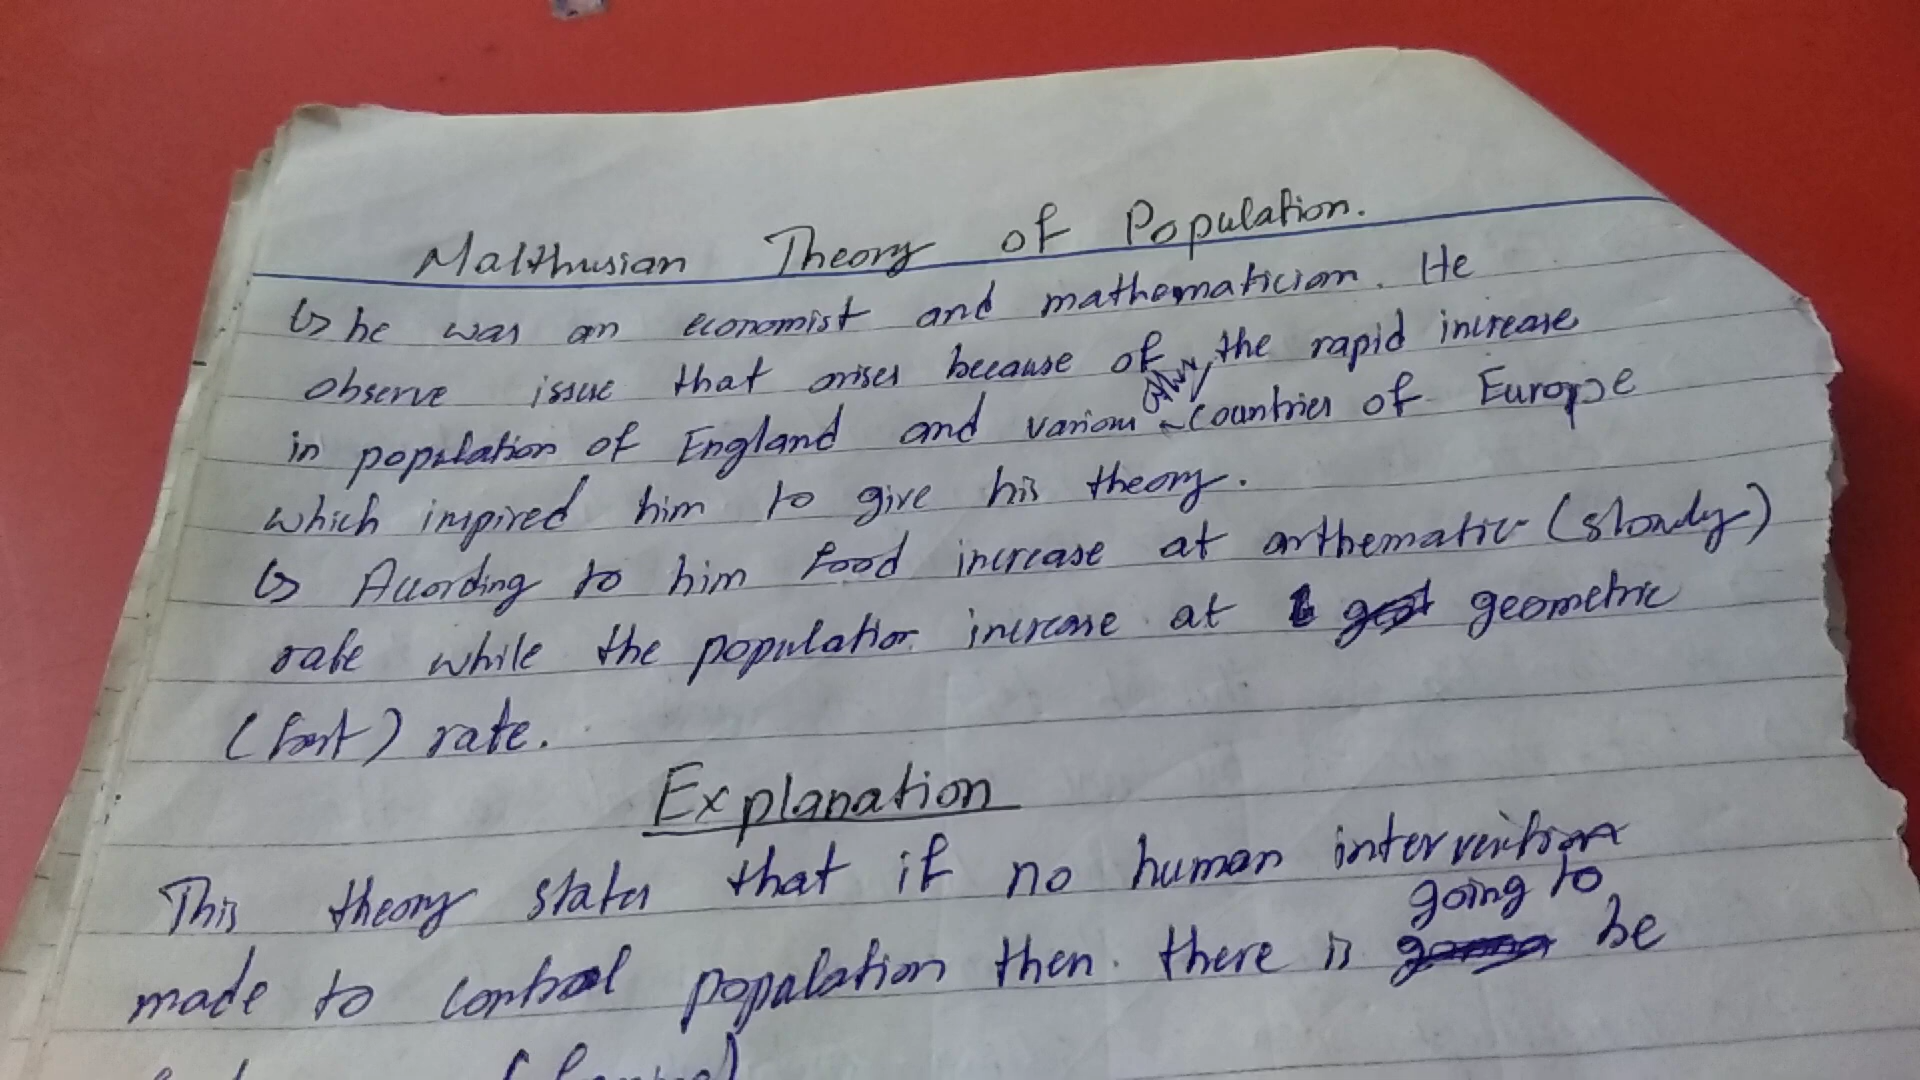 Malthusian Theory of Population.
↳ he was an economist and mathematician. He
observe issue that arises because of the rapid increase
in population of England and various countries of Europe
which inspired him to give his theory.
↳ According to him food increase at arthematic (slowly)
rate while the population increase at geometric
(fast) rate.
Explanation
This theory states that if no human intervention
made to control population then there is going to be